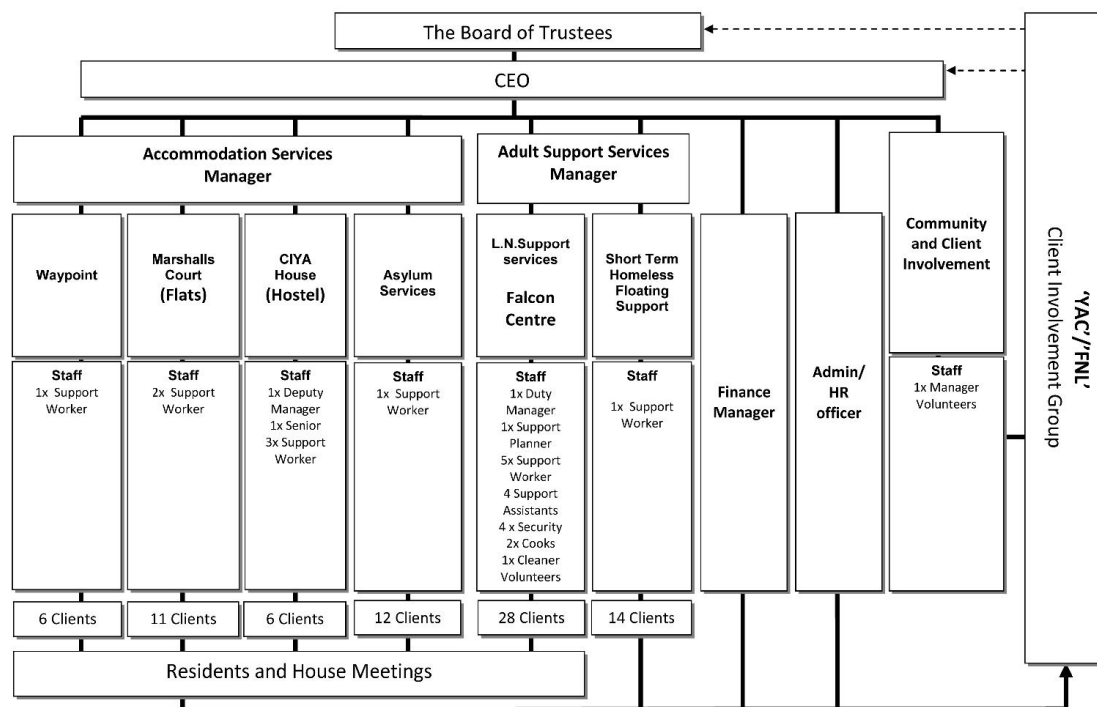 The Board of Trustees
CEO
Accommodation Services
Manager
Adult Support Services
Manager
Waypoint
Marshalls
Court
(Flats)
CIYA
House
(Hostel)
Asylum
Services
L.N.Support
services
Falcon
Centre
Short Term
Homeless
Floating
Support
Finance
Manager
Admin/
HR
officer
Community
and Client
Involvement
Staff
1x Support
Worker
Staff
2x Support
Worker
Staff
1x Deputy
Manager
1x Senior
3x Support
Worker
Staff
1x Support
Worker
Staff
1x Duty
Manager
1x Support
Planner
5x Support
Worker
4 Support
Assistants
4 x Security
2x Cooks
1x Cleaner
Volunteers
Staff
1x Support
Worker
Staff
1x Manager
Volunteers
6 Clients
11 Clients
6 Clients
12 Clients
28 Clients
14 Clients
Residents and House Meetings
'YAC'/'FNL'
Client Involvement Group